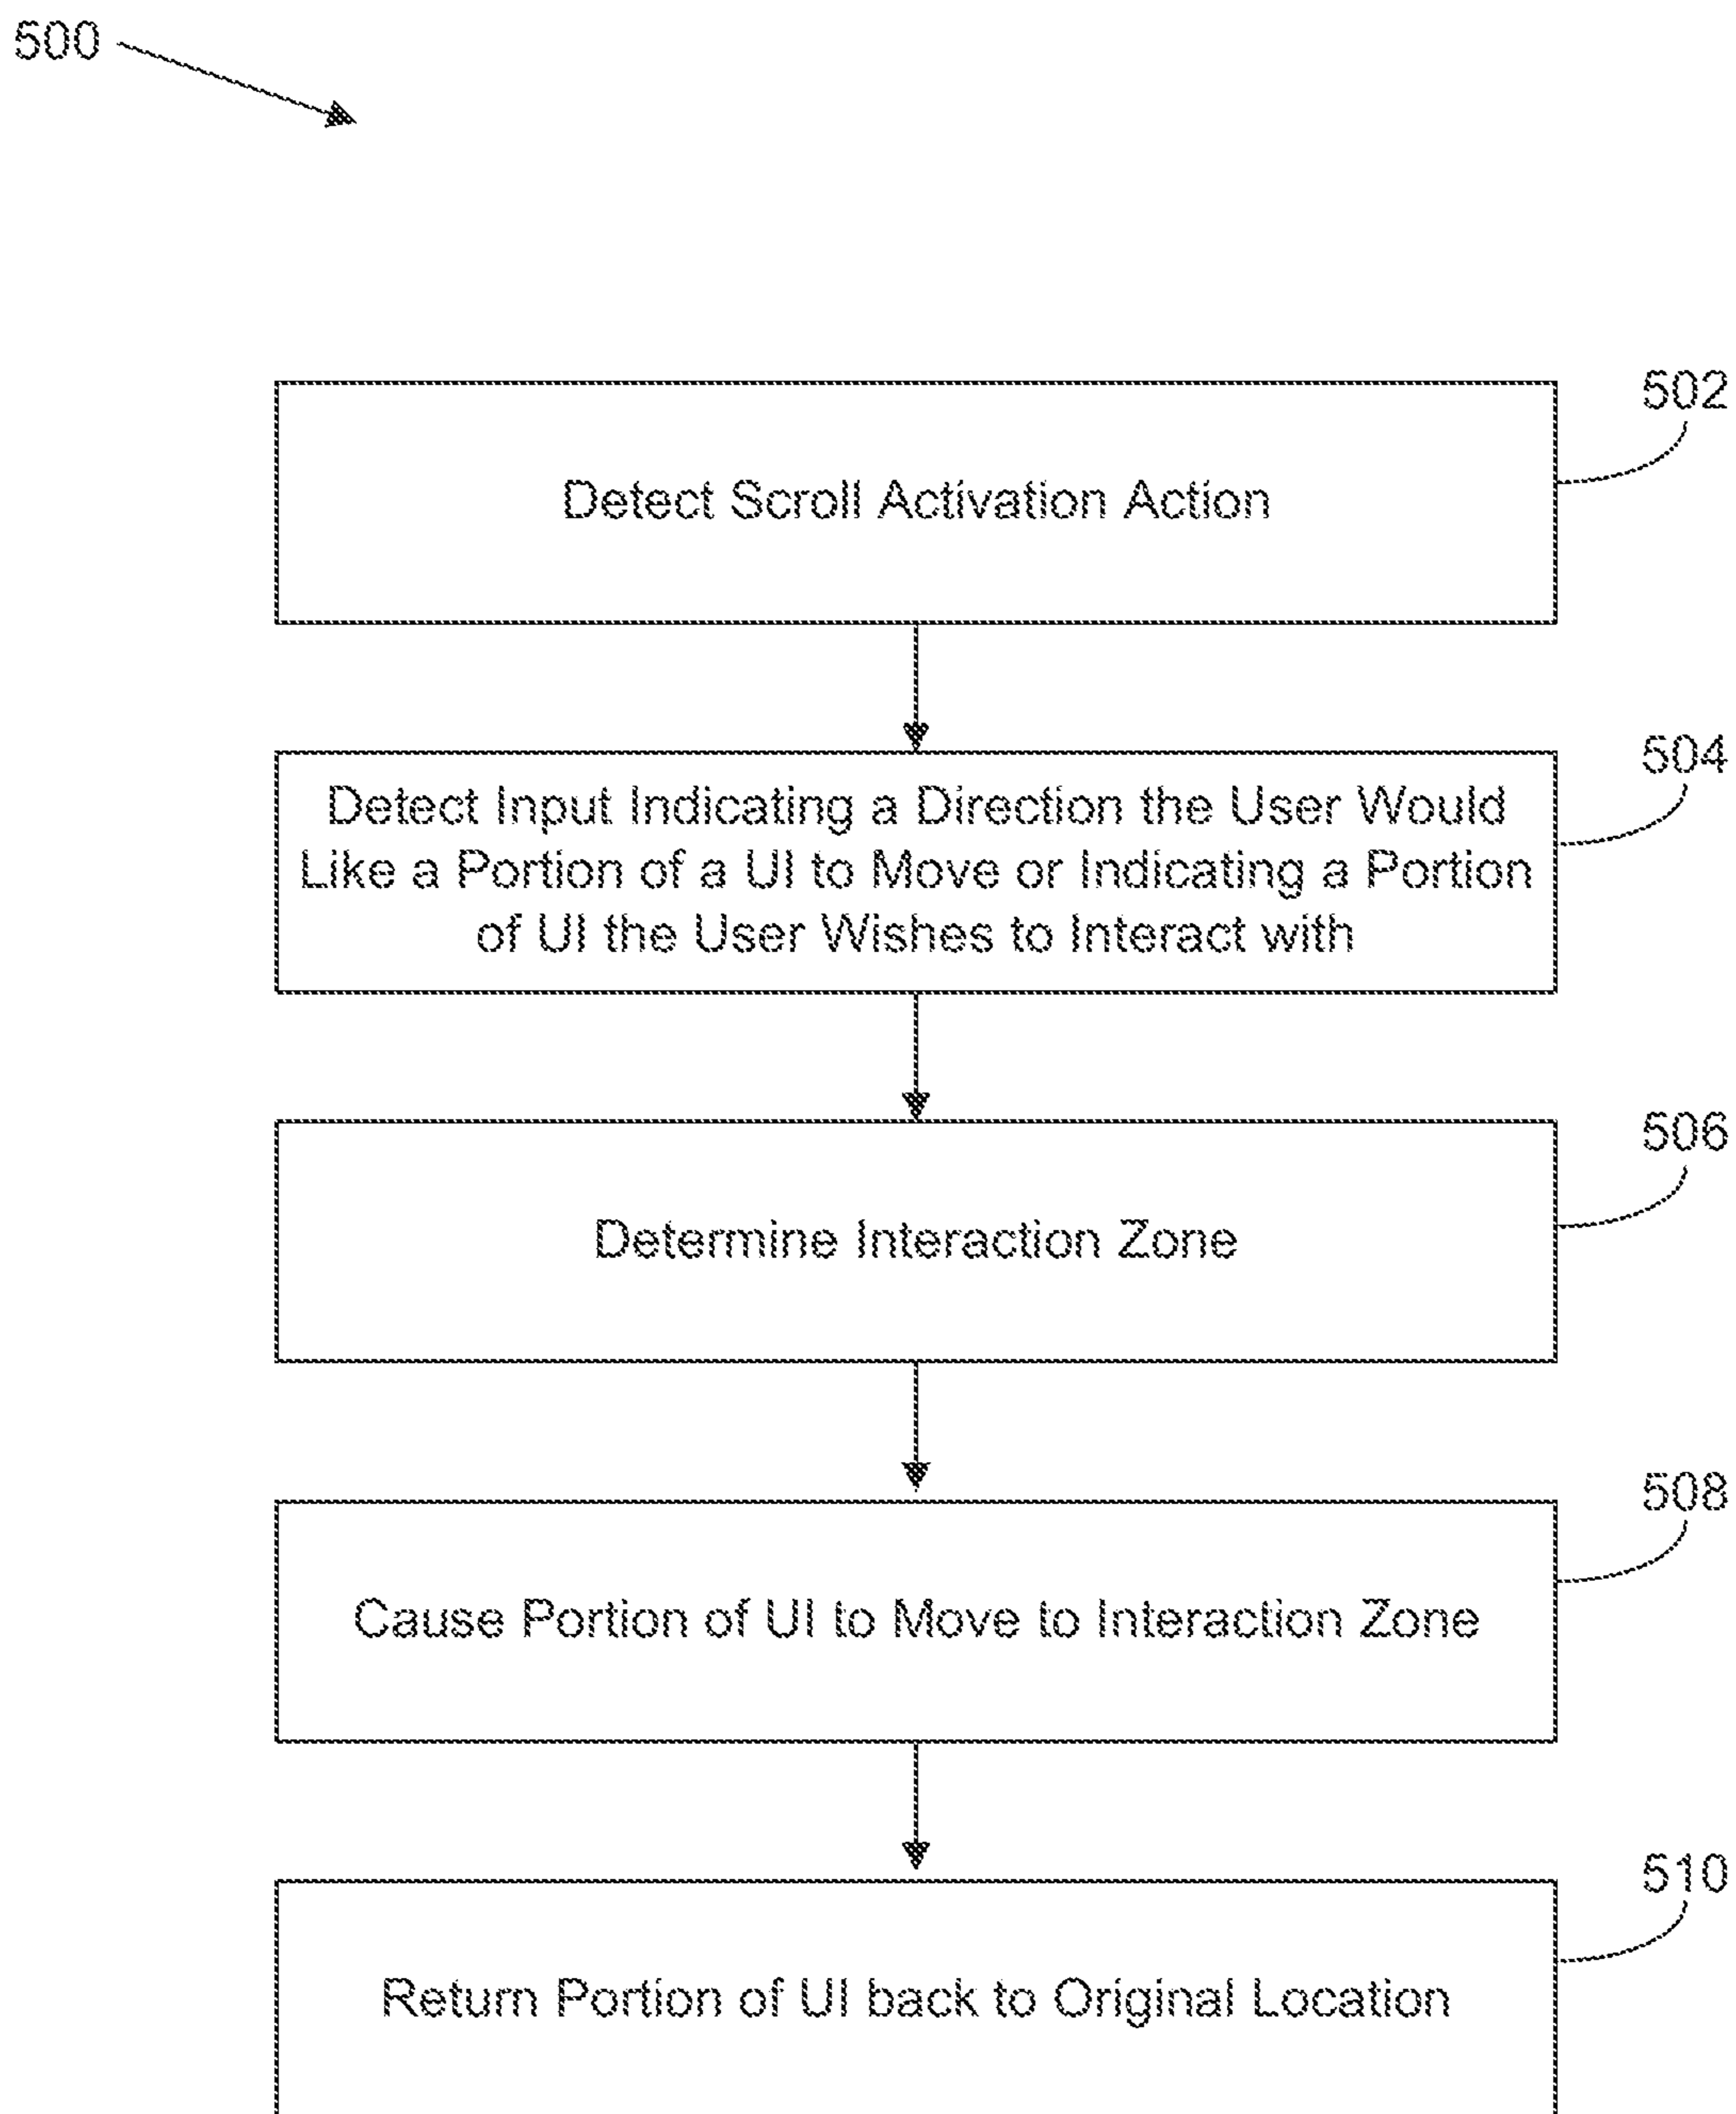 500
502
Detect Scroll Activation Action
504
Detect Input Indicating a Direction the User Would
Like a Portion of a UI to Move or Indicating a Portion
of UI the User Wishes to Interact with
506
Determine Interaction Zone
508
Cause Portion of UI to Move to Interaction Zone
510
Return Portion of UI back to Original Location